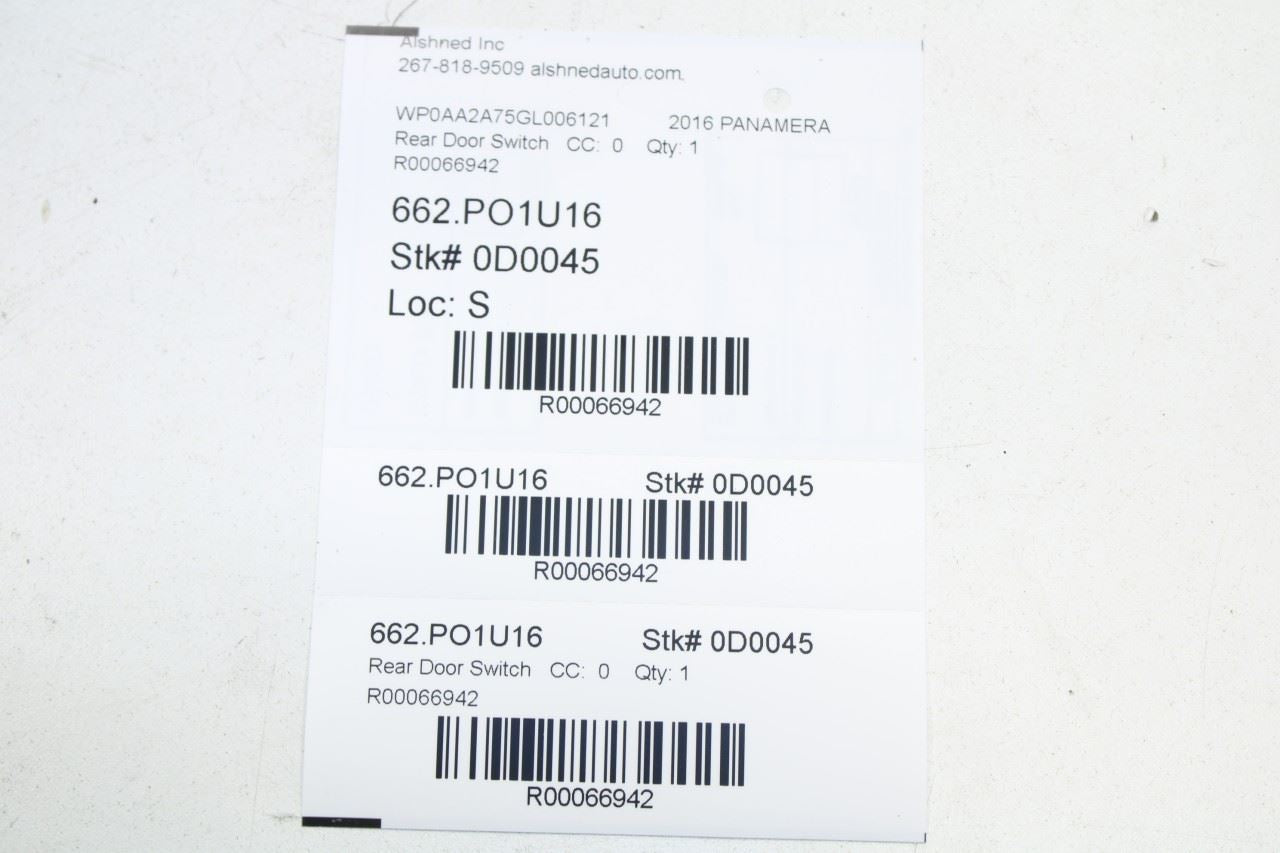 Alshned Inc
267-818-9509 alshnedauto.com,
WP0AA2A75GL006121 2016 PANAMERA
Rear Door Switch CC: 0 Qty: 1
R00066942
662.PO1U16
Stk# 0D0045
Loc: S
R00066942
662.PO1U16 Stk# 0D0045
R00066942
662.PO1U16 Stk# 0D0045
Rear Door Switch CC: 0 Qty: 1
R00066942
R00066942